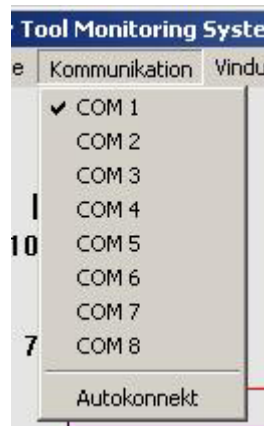 Tool Monitoring Syste
e Kommunikation Vindu
COM 1
COM 2
COM 3
COM 4
10
COM 5
COM 6
COM 7
7
COM 8
Autokonnekt